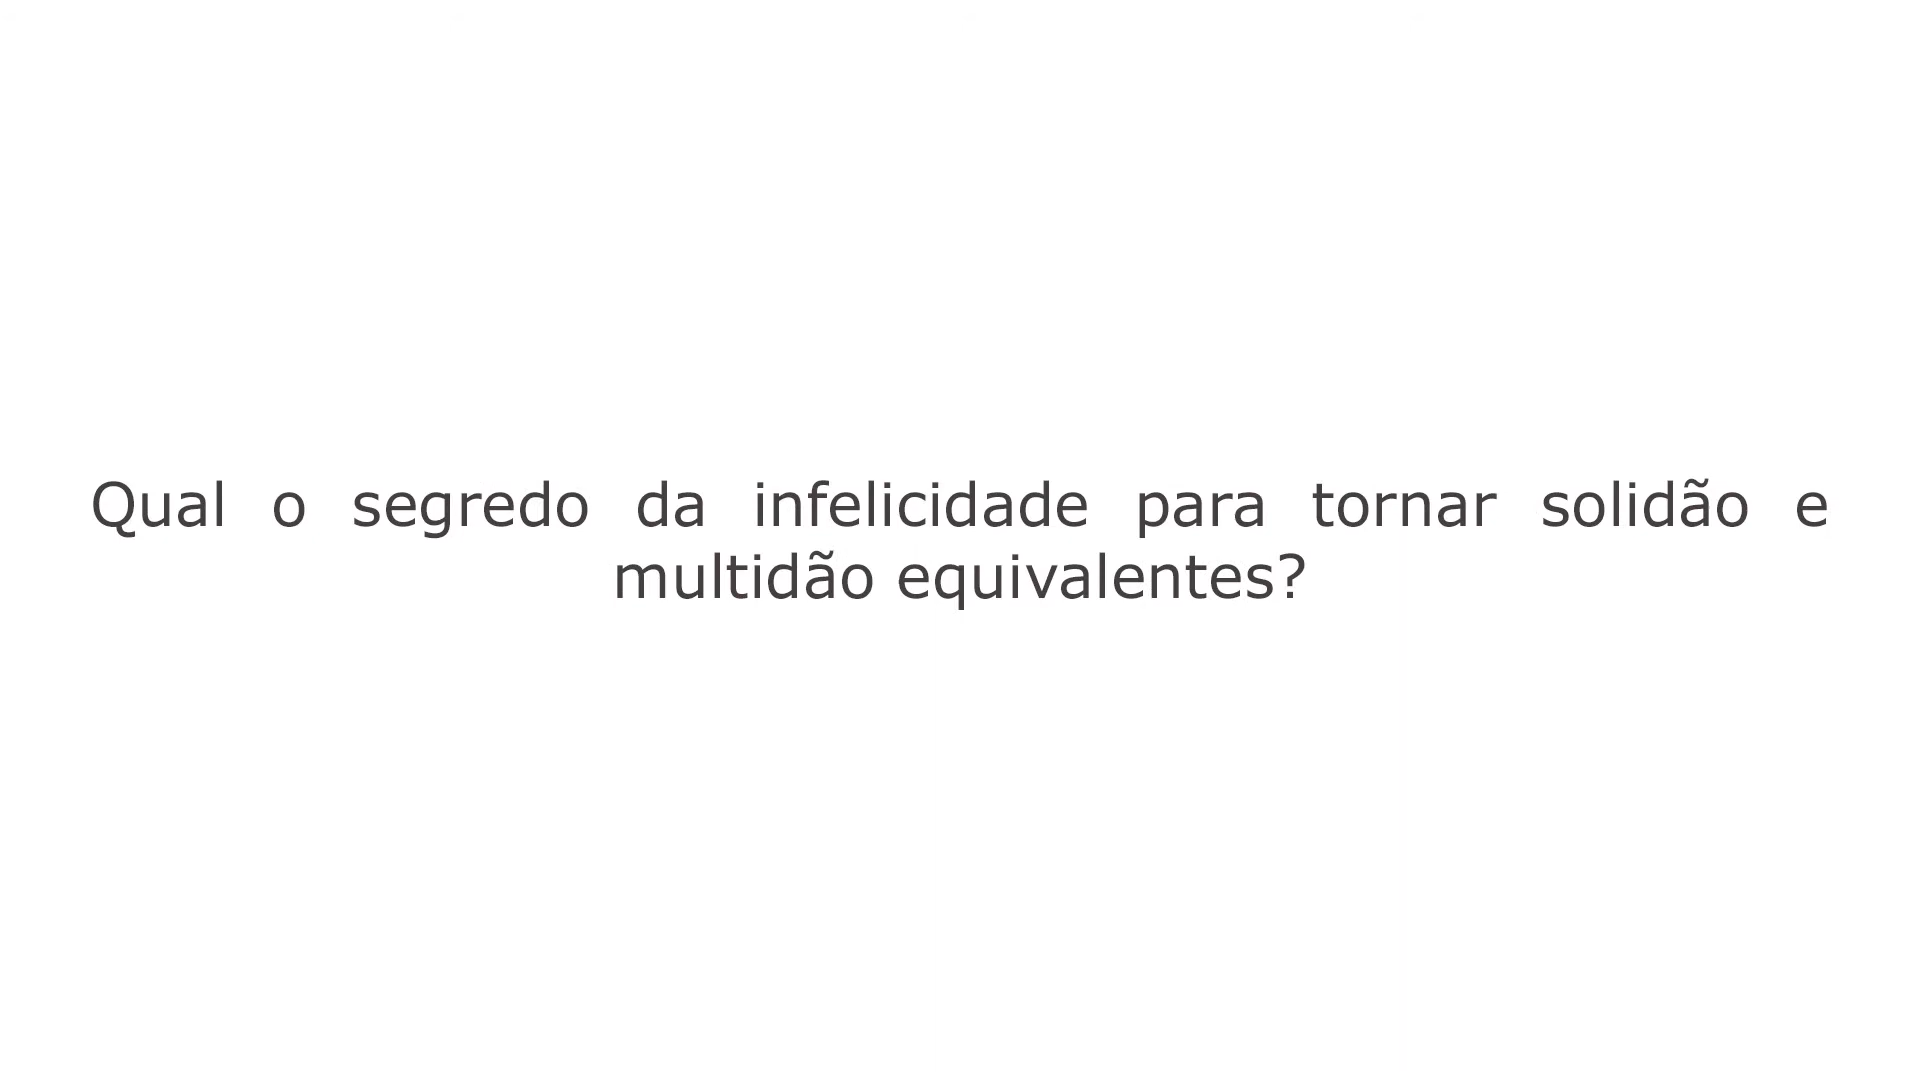 Qual o segredo da infelicidade para tornar solidão e
multidão equivalentes?